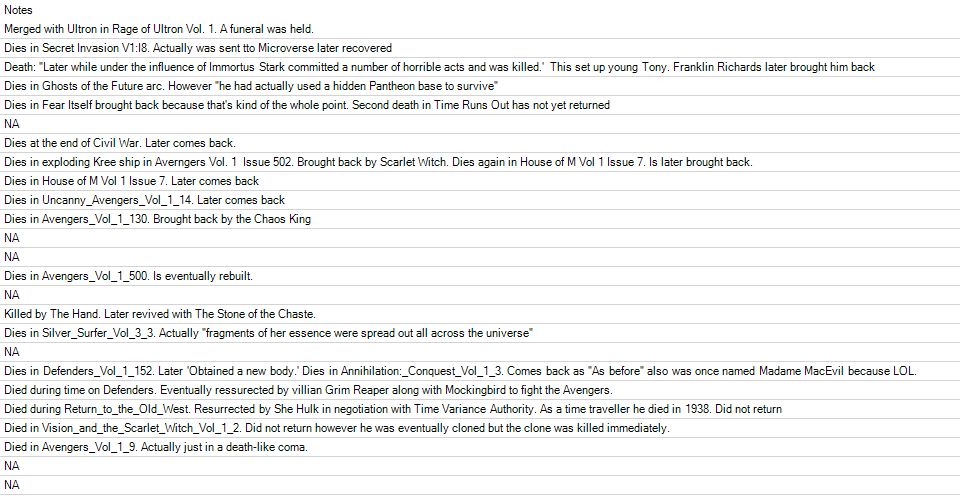 Notes
Merged with Ultron in Rage of Ultron Vol. 1. A funeral was held.
Dies in Secret Invasion V1:I8. Actually was sent tto Microverse later recovered
Death: "Later while under the influence of Immortus Stark committed a number of horrible acts and was killed.'  This set up young Tony. Franklin Richards later brought him back
Dies in Ghosts of the Future arc. However "he had actually used a hidden Pantheon base to survive"
Dies in Fear Itself brought back because that's kind of the whole point. Second death in Time Runs Out has not yet returned
NA
Dies at the end of Civil War. Later comes back.
Dies in exploding Kree ship in Averngers Vol. 1  Issue 502. Brought back by Scarlet Witch. Dies again in House of M Vol 1 Issue 7. Is later brought back.
Dies in House of M Vol 1 Issue 7. Later comes back
Dies in Uncanny_Avengers_Vol_1_14. Later comes back
Dies in Avengers_Vol_1_130. Brought back by the Chaos King
NA
NA
Dies in Avengers_Vol_1_500. Is eventually rebuilt.
NA
Killed by The Hand. Later revived with The Stone of the Chaste.
Dies in Silver_Surfer_Vol_3_3. Actually "fragments of her essence were spread out all across the universe"
NA
Dies in Defenders_Vol_1_152. Later 'Obtained a new body.' Dies in Annihilation:_Conquest_Vol_1_3. Comes back as "As before" also was once named Madame MacEvil because LOL.
Died during time on Defenders. Eventually ressurected by villian Grim Reaper along with Mockingbird to fight the Avengers.
Died during Return_to_the_Old_West. Resurrected by She Hulk in negotiation with Time Variance Authority. As a time traveller he died in 1938. Did not return
Died in Vision_and_the_Scarlet_Witch_Vol_1_2. Did not return however he was eventually cloned but the clone was killed immediately.
Died in Avengers_Vol_1_9. Actually just in a death-like coma.
NA
NA